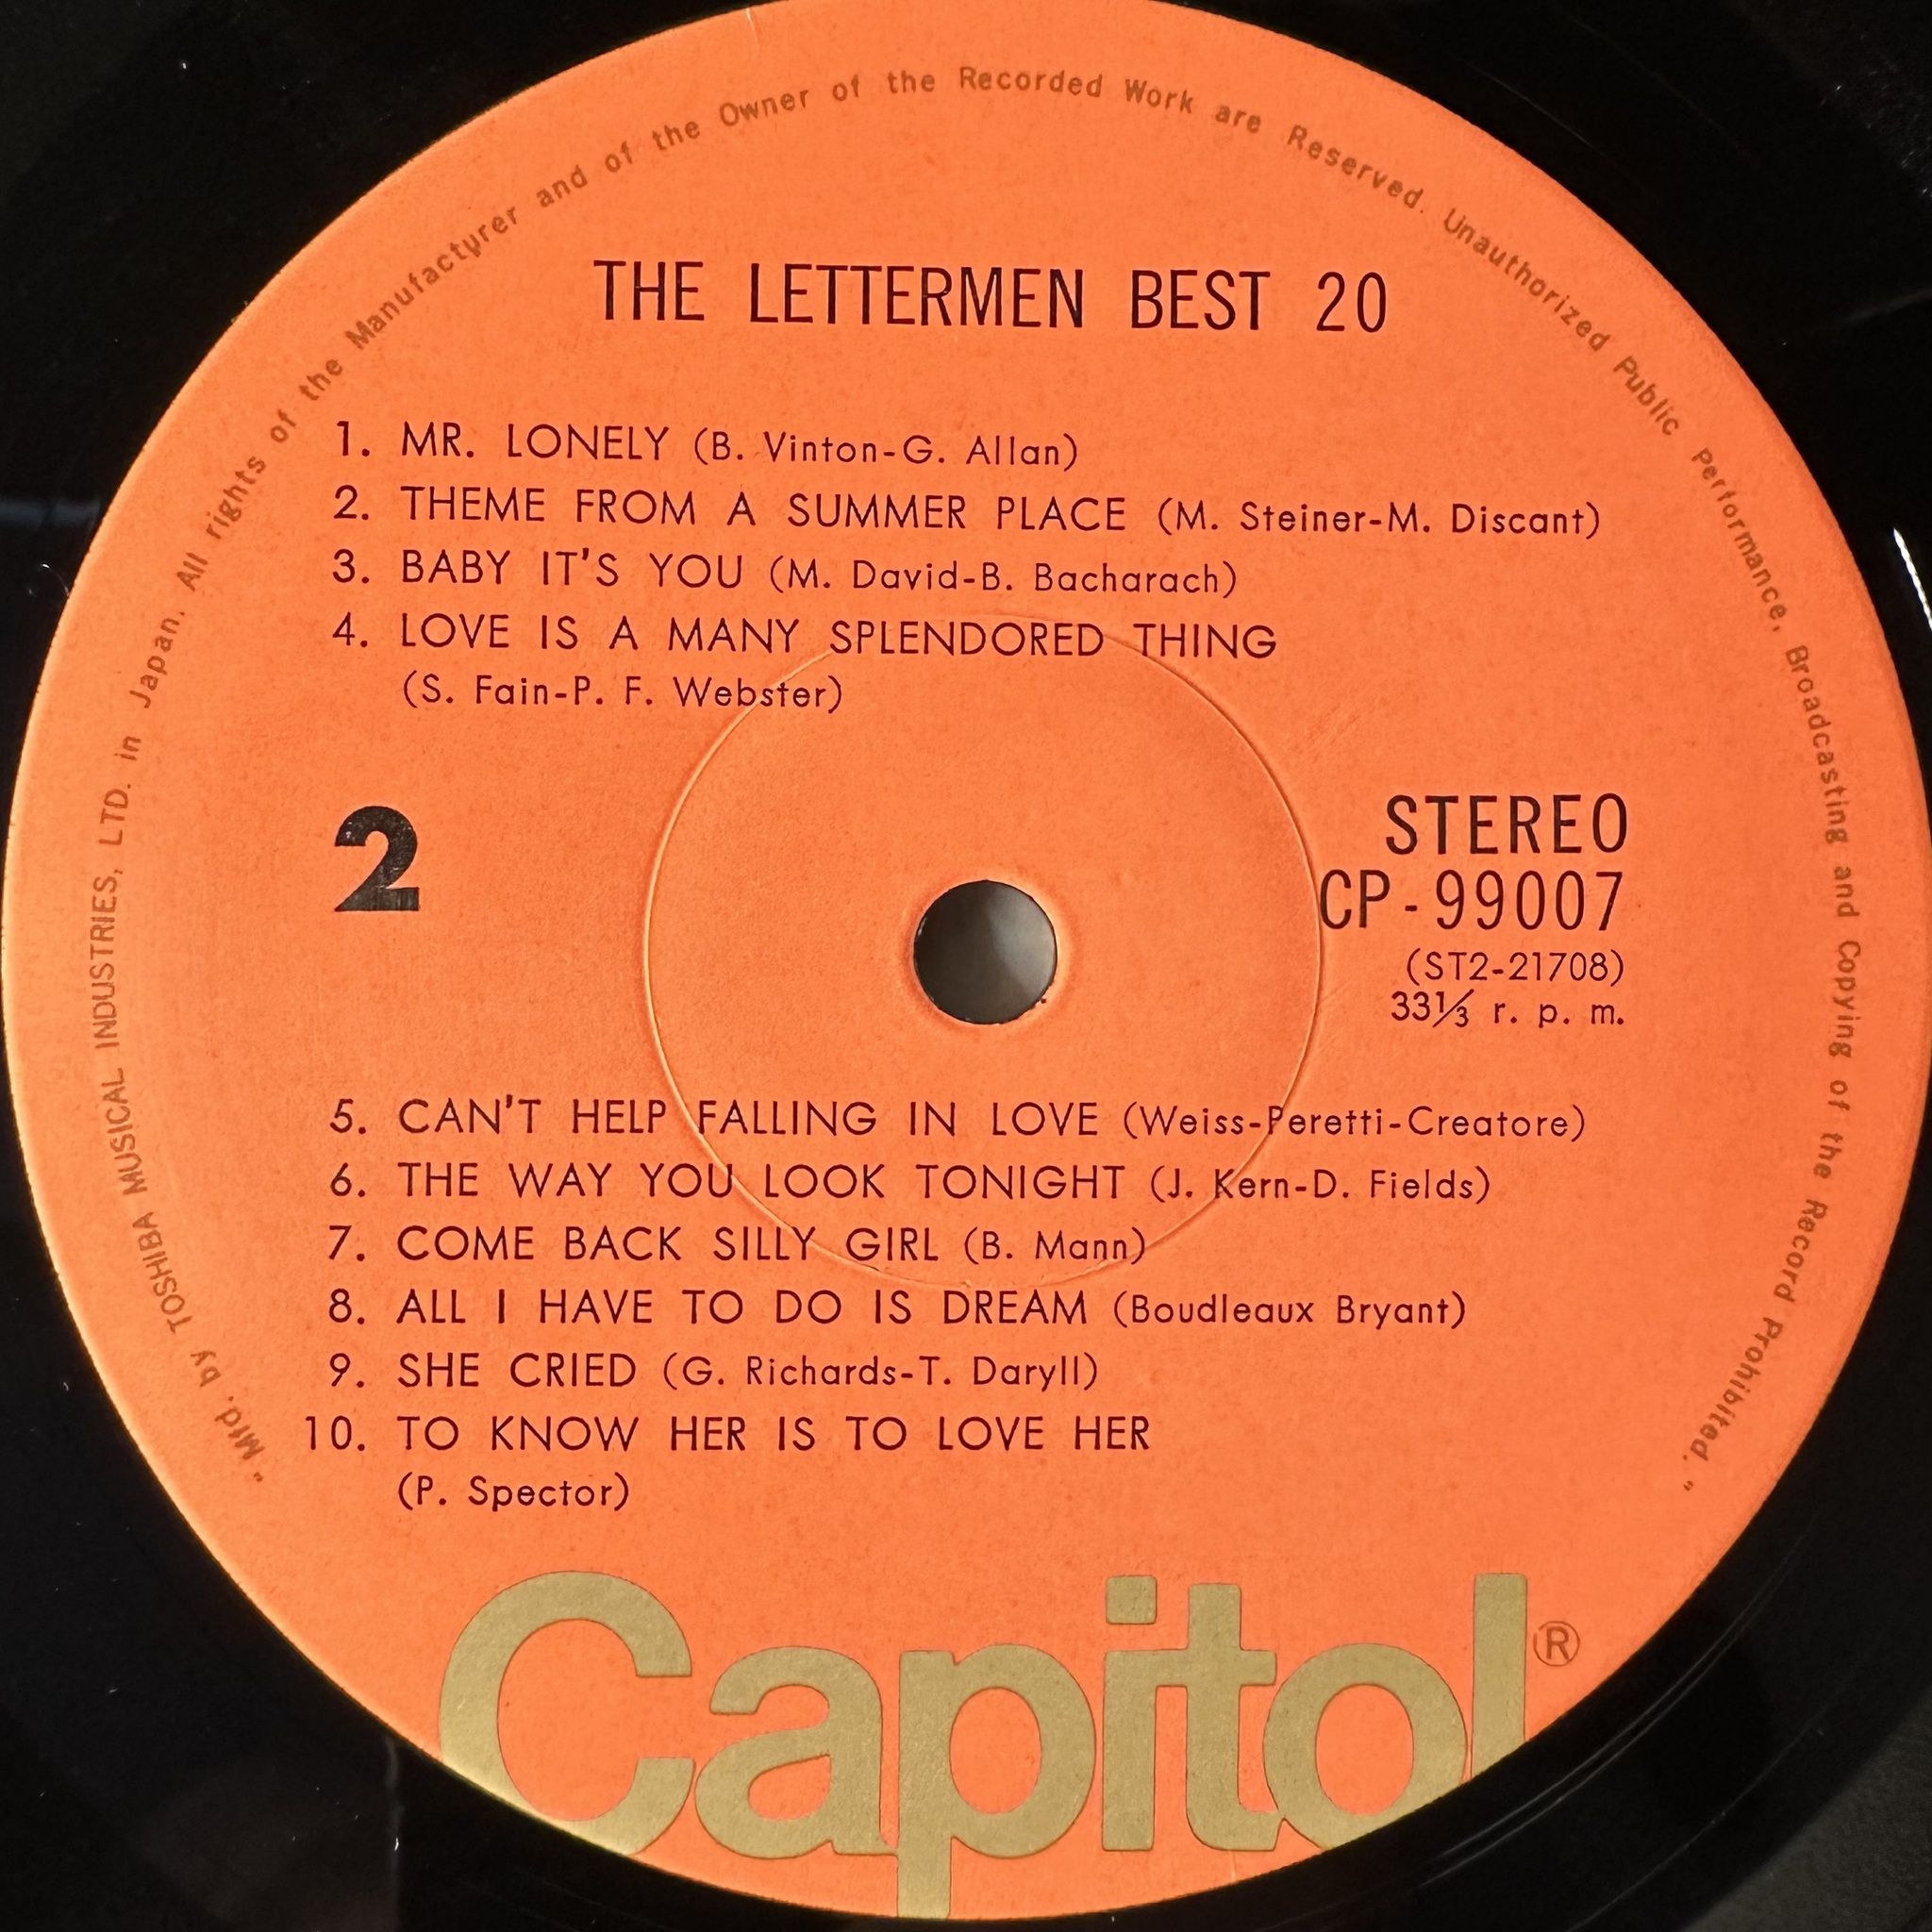 "Mfd. by TOSHIBA MUSICAL INDUSTRIES, LTD. in Japan. All rights of the Manufacturer and of the Owner of the Recorded Work are Reserved. Unauthorized Public Performance, Broadcasting and Copying of the Record Prohibited."
THE LETTERMEN BEST 20
1. MR. LONELY (B. Vinton-G. Allan)
2. THEME FROM A SUMMER PLACE (M. Steiner-M. Discant)
3. BABY IT'S YOU (M. David-B. Bacharach)
4. LOVE IS A MANY SPLENDORED THING
(S. Fain-P. F. Webster)
2
STEREO
CP-99007
(ST2-21708)
33⅓ r. p. m.
5. CAN'T HELP FALLING IN LOVE (Weiss-Peretti-Creatore)
6. THE WAY YOU LOOK TONIGHT (J. Kern-D. Fields)
7. COME BACK SILLY GIRL (B. Mann)
8. ALL I HAVE TO DO IS DREAM (Boudleaux Bryant)
9. SHE CRIED (G. Richards-T. Daryll)
10. TO KNOW HER IS TO LOVE HER
(P. Spector)
Capitol®